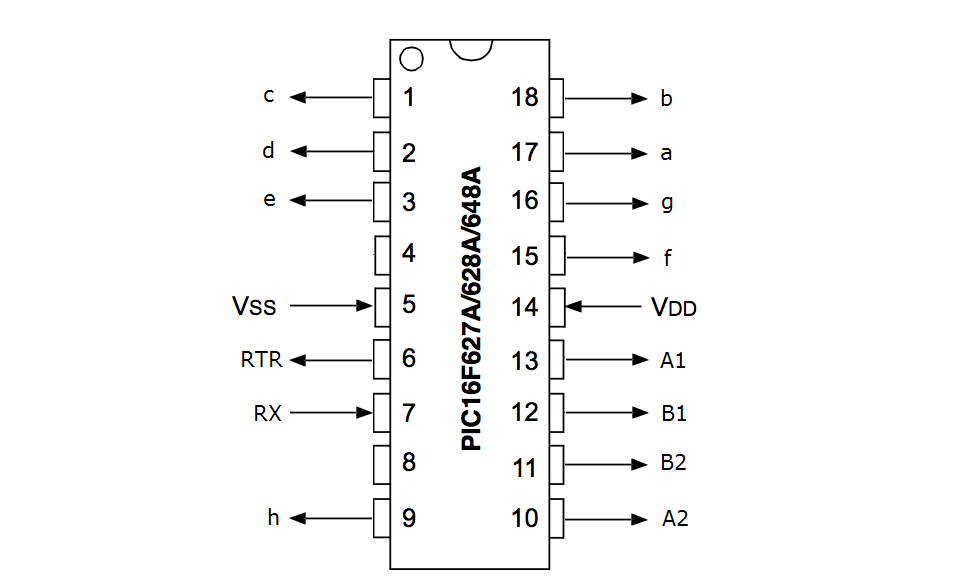 c 1 18 b
d 2 17 a
e 3 16 g
4 15 f
VSS 5 14 VDD
RTR 6 13 A1
RX 7 12 B1
8 11 B2
h 9 10 A2
PIC16F627A/628A/648A